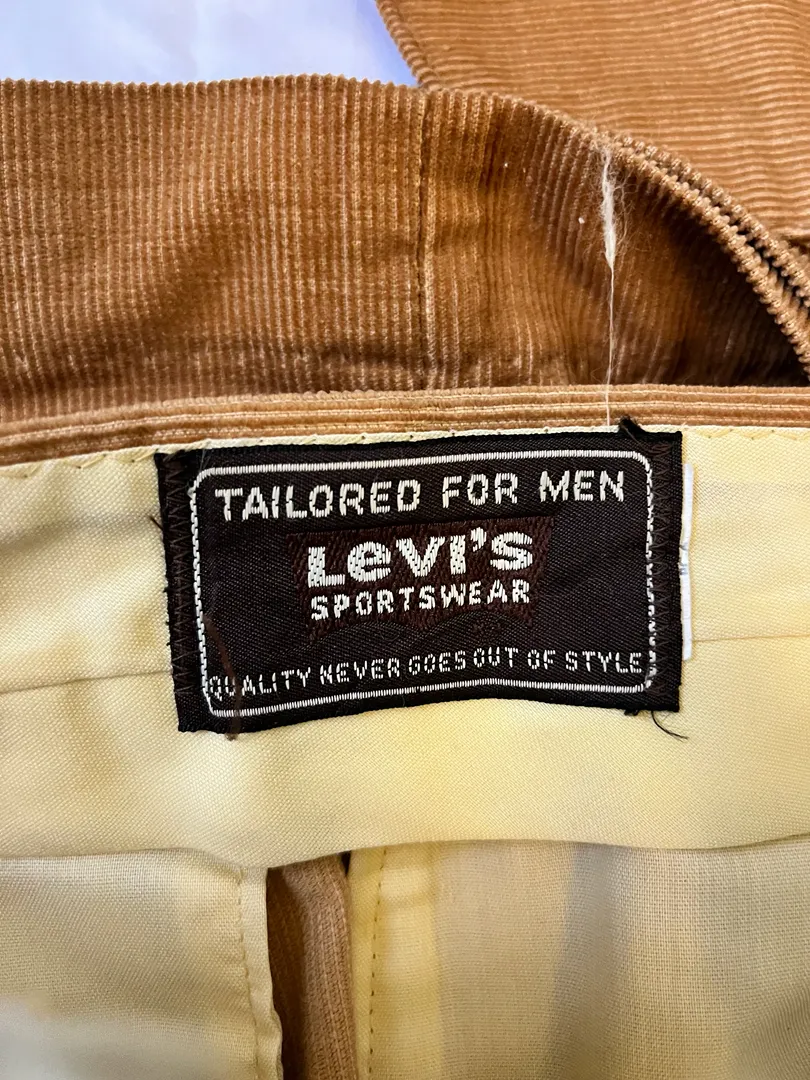 TAILORED FOR MEN
LeVI'S
SPORTSWEAR
QUALITY NEVER GOES OUT OF STYLE